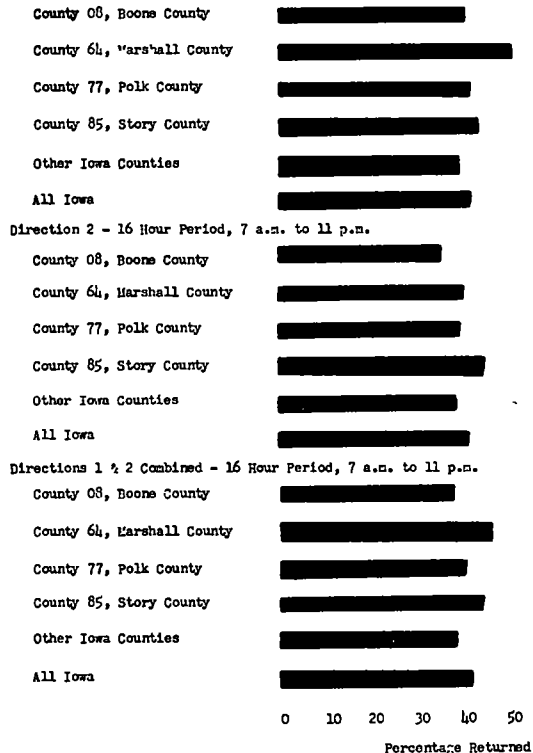 County 08, Boone County
County 64, Marshall County
County 77, Polk County
County 85, Story County
Other Iowa Counties
All Iowa
Direction 2 - 16 Hour Period, 7 a.m. to 11 p.m.
County 08, Boone County
County 64, Marshall County
County 77, Polk County
County 85, Story County
Other Iowa Counties
All Iowa
Directions 1 & 2 Combined - 16 Hour Period, 7 a.m. to 11 p.m.
County 08, Boone County
County 64, Marshall County
County 77, Polk County
County 85, Story County
Other Iowa Counties
All Iowa
0 10 20 30 40 50
Percentage Returned